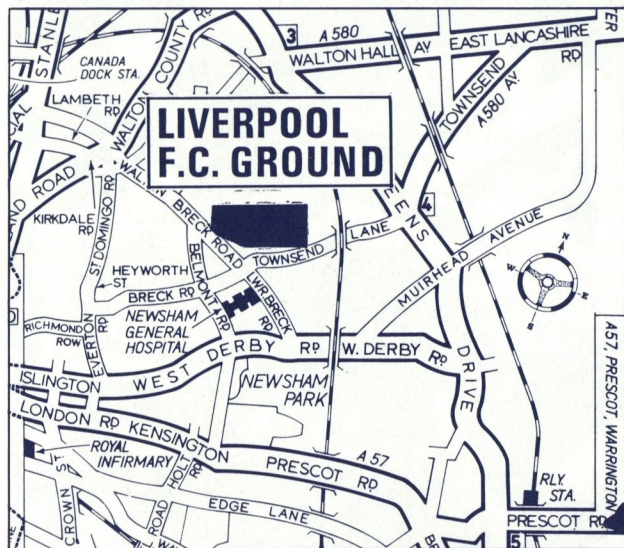 STANLE
COUNTY RD
3
A 580
WALTON HALL AV
EAST LANCASHIRE
RD
CANADA
DOCK STA.
LAMBETH
RD
WALTON
TOWNSEND
A580 AV.
LIVERPOOL
F.C. GROUND
ROAD
KIRKDALE
RD
ST DOMINGO RD
BRECK ROAD
BELMONT
RD
TOWNSEND LANE
4
MUIRHEAD AVENUE
N
W
E
S
HEYWORTH
ST
BRECK RD
LWR BRECK
RD
NEWSHAM
GENERAL
HOSPITAL
RICHMOND
ROW
EVERTON
RD
WEST DERBY RD
W. DERBY RD
DRIVE
A57 PRESCOT, WARRINGTON
ISLINGTON
NEWSHAM
PARK
LONDON RD
KENSINGTON
PRESCOT RD
A 57
ROYAL
INFIRMARY
HOLT
RD
CROWN ST
ROAD
EDGE LANE
RLY.
STA.
PRESCOT RD
5